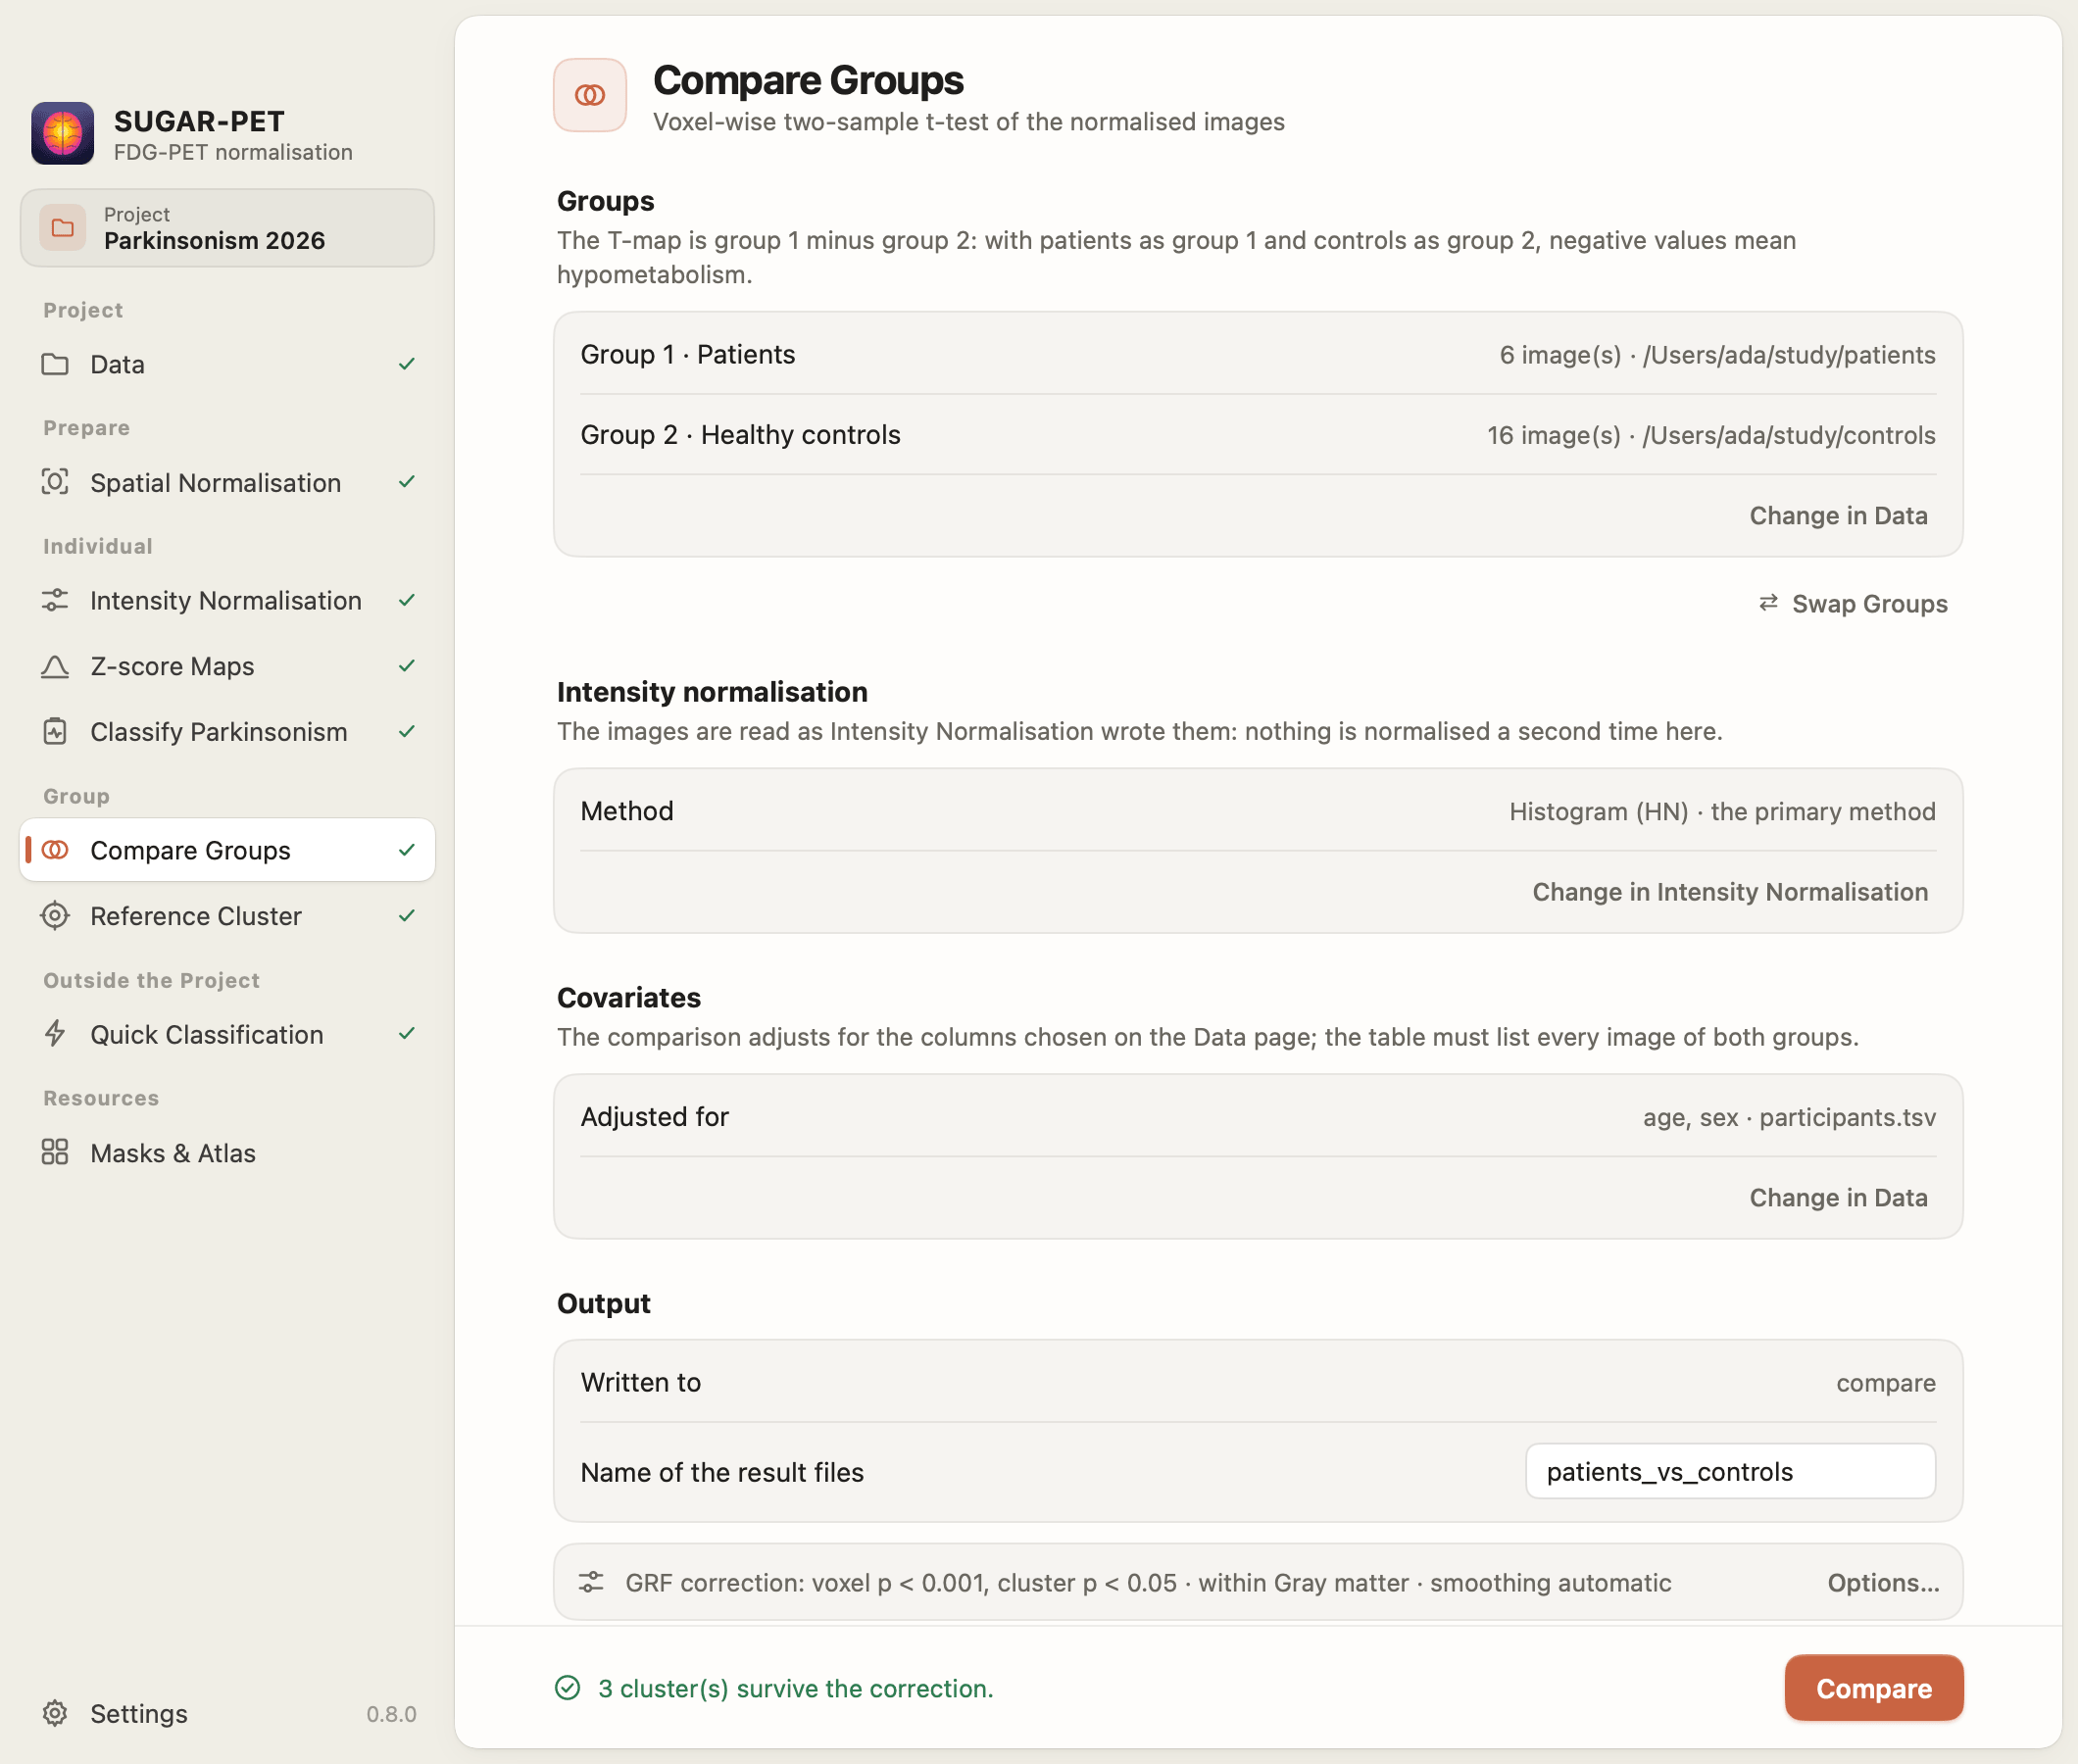 SUGAR-PET
FDG-PET normalisation
Project
Parkinsonism 2026
Project
Data
Prepare
Spatial Normalisation
Individual
Intensity Normalisation
Z-score Maps
Classify Parkinsonism
Group
Compare Groups
Reference Cluster
Outside the Project
Quick Classification
Resources
Masks & Atlas
Settings
0.8.0
Compare Groups
Voxel-wise two-sample t-test of the normalised images
Groups
The T-map is group 1 minus group 2: with patients as group 1 and controls as group 2, negative values mean
hypometabolism.
Group 1 · Patients
6 image(s) · /Users/ada/study/patients
Group 2 · Healthy controls
16 image(s) · /Users/ada/study/controls
Change in Data
Swap Groups
Intensity normalisation
The images are read as Intensity Normalisation wrote them: nothing is normalised a second time here.
Method
Histogram (HN) · the primary method
Change in Intensity Normalisation
Covariates
The comparison adjusts for the columns chosen on the Data page; the table must list every image of both groups.
Adjusted for
age, sex · participants.tsv
Change in Data
Output
Written to
compare
Name of the result files
patients_vs_controls
GRF correction: voxel p < 0.001, cluster p < 0.05 · within Gray matter · smoothing automatic
Options...
3 cluster(s) survive the correction.
Compare